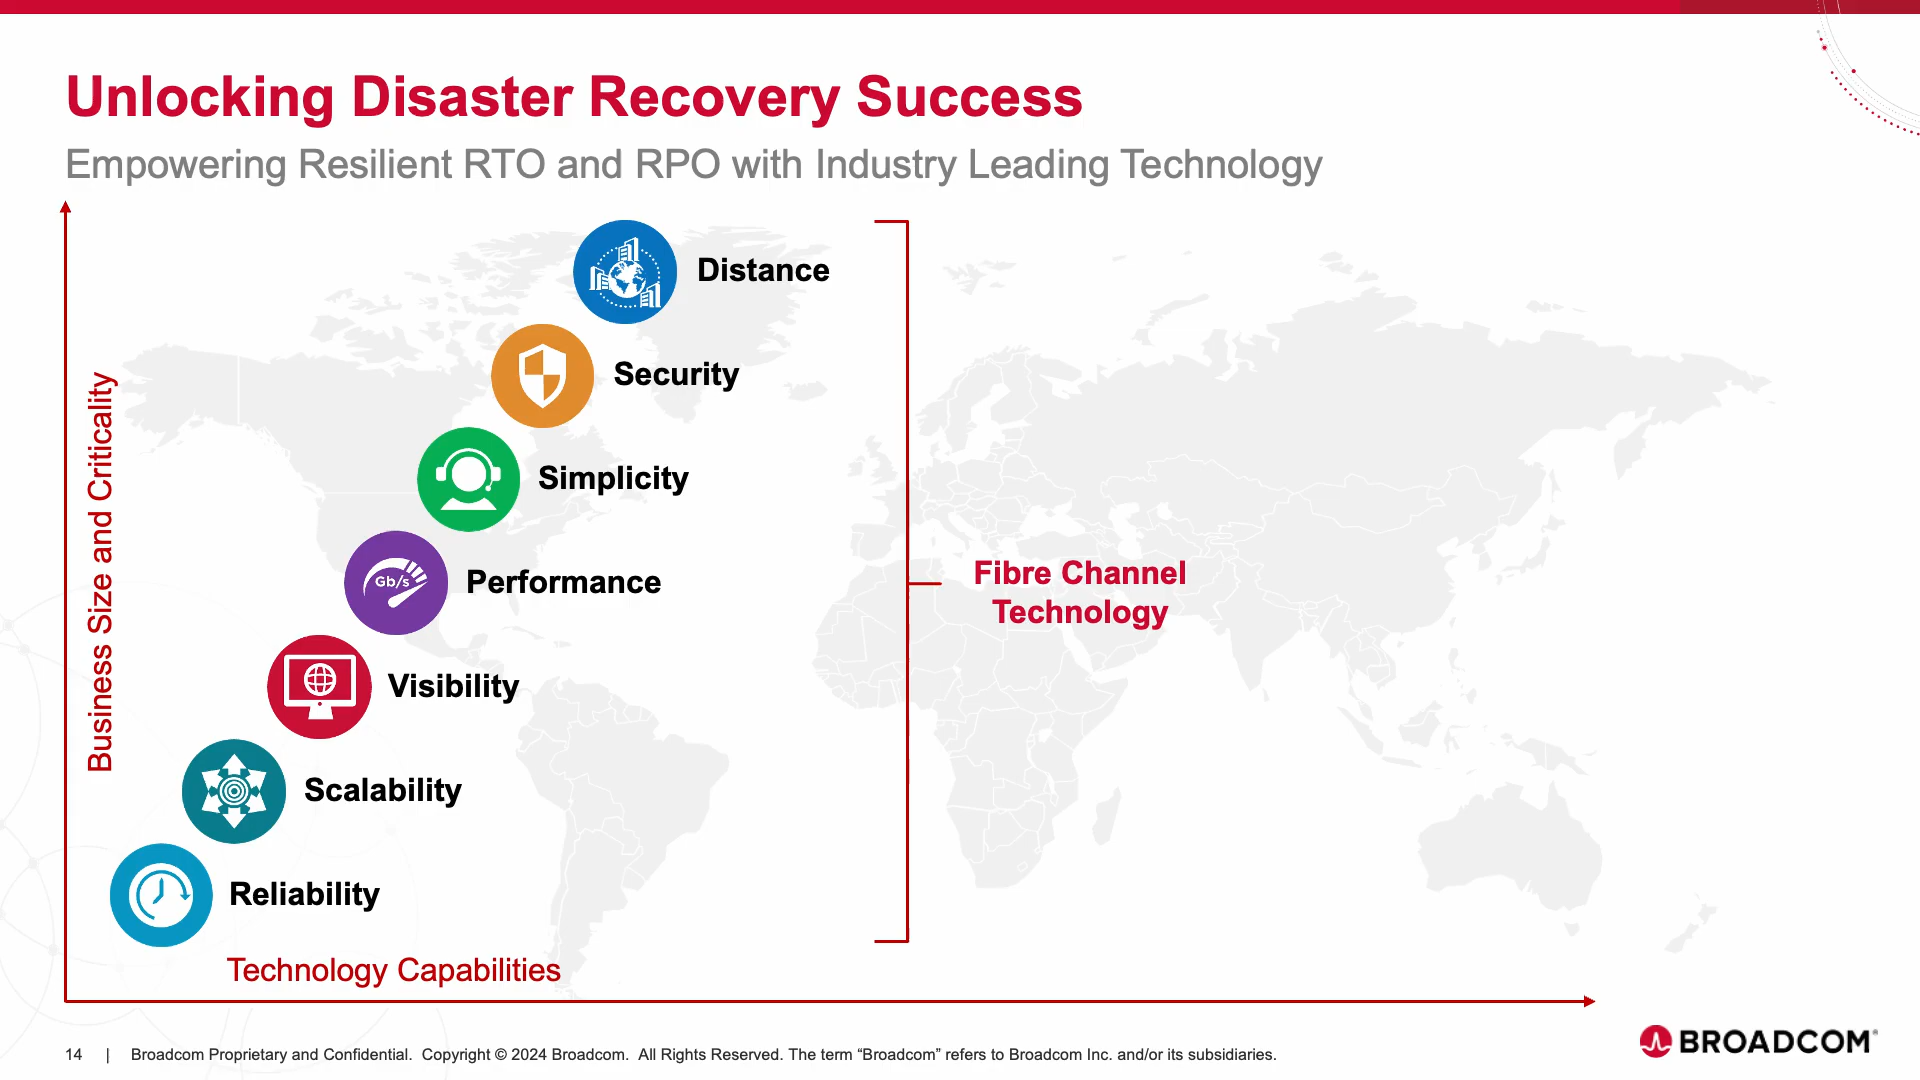 Unlocking Disaster Recovery Success
Empowering Resilient RTO and RPO with Industry Leading Technology
Business Size and Criticality
Distance
Security
Simplicity
Gb/s
Performance
Visibility
Scalability
Reliability
Fibre Channel
Technology
Technology Capabilities
14 | Broadcom Proprietary and Confidential. Copyright © 2024 Broadcom. All Rights Reserved. The term “Broadcom” refers to Broadcom Inc. and/or its subsidiaries.
BROADCOM®